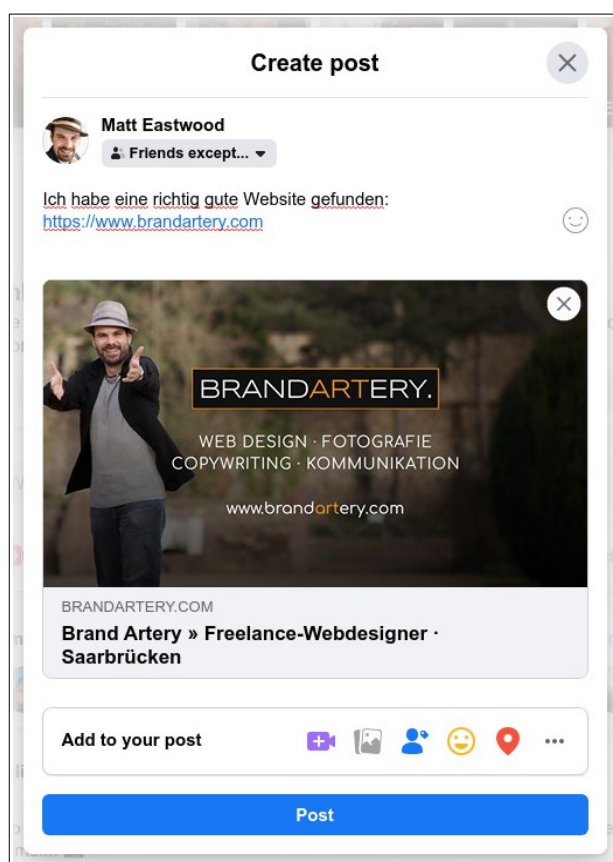 Create post
Matt Eastwood
Friends except...
Ich habe eine richtig gute Website gefunden:
https://www.brandartery.com
BRANDARTERY.
WEB DESIGN · FOTOGRAFIE
COPYWRITING · KOMMUNIKATION
www.brandartery.com
BRANDARTERY.COM
Brand Artery » Freelance-Webdesigner ·
Saarbrücken
Add to your post
Post